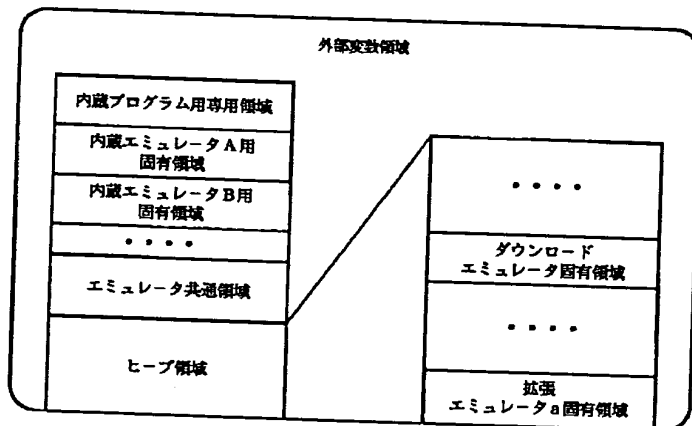 外部変数領域
内蔵プログラム用専用領域
内蔵エミュレータA用
固有領域
内蔵エミュレータB用
固有領域
・・・・
エミュレータ共通領域
ヒープ領域
・・・・
ダウンロード
エミュレータ固有領域
・・・・
拡張
エミュレータa固有領域